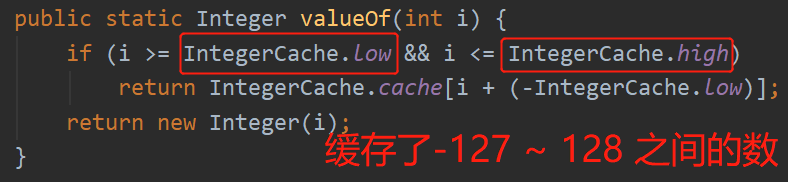 public static Integer valueOf(int i) {
if (i >= IntegerCache.low && i <= IntegerCache.high)
return IntegerCache.cache[i + (-IntegerCache.low)];
return new Integer(i);
缓存了-127 ~ 128 之间的数
}